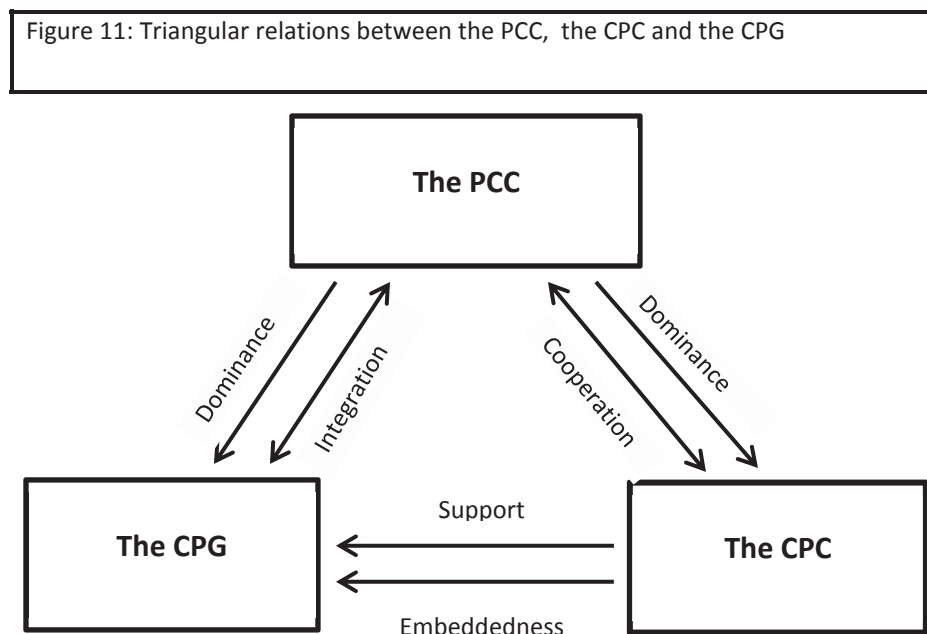 Figure 11: Triangular relations between the PCC, the CPC and the CPG
The PCC
Dominance
Integration
Cooperation
Dominance
The CPG
Support
The CPC
Embeddedness